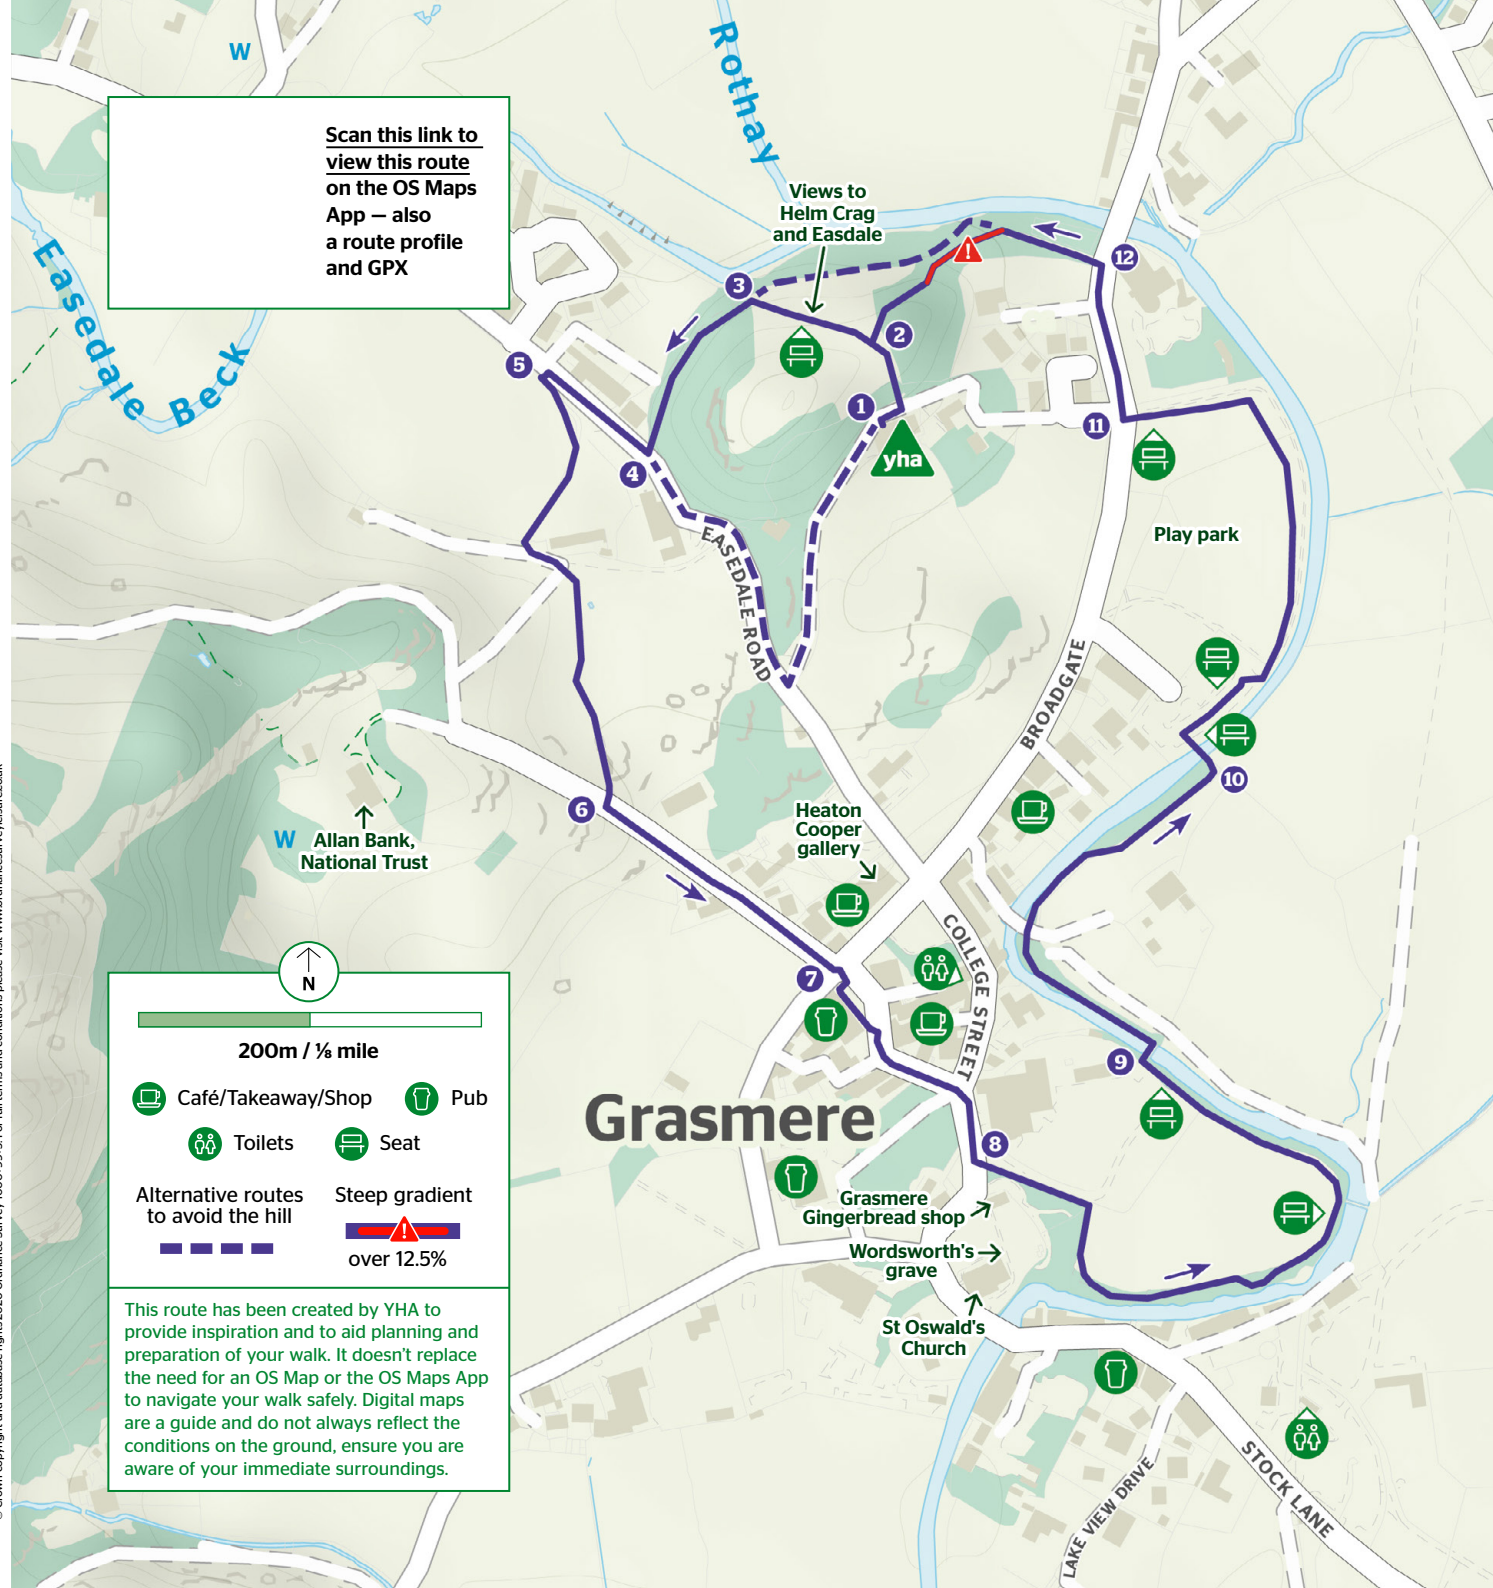 W
Rothay
Scan this link to
view this route
on the OS Maps
App — also
a route profile
and GPX
Views to
Helm Crag
and Easdale
Easedale Beck
12
3
2
5
1
yha
11
4
Play park
EASEDALE ROAD
BROADGATE
10
6
Heaton
Cooper
gallery
W
Allan Bank,
National Trust
COLLEGE STREET
7
N
200m / ⅛ mile
9
Café/Takeaway/Shop
Pub
Toilets
Seat
Grasmere
8
Alternative routes
to avoid the hill
Steep gradient
over 12.5%
Grasmere
Gingerbread shop
Wordsworth's
grave
St Oswald's
Church
This route has been created by YHA to
provide inspiration and to aid planning and
preparation of your walk. It doesn't replace
the need for an OS Map or the OS Maps App
to navigate your walk safely. Digital maps
are a guide and do not always reflect the
conditions on the ground, ensure you are
aware of your immediate surroundings.
STOCK LANE
LAKE VIEW DRIVE